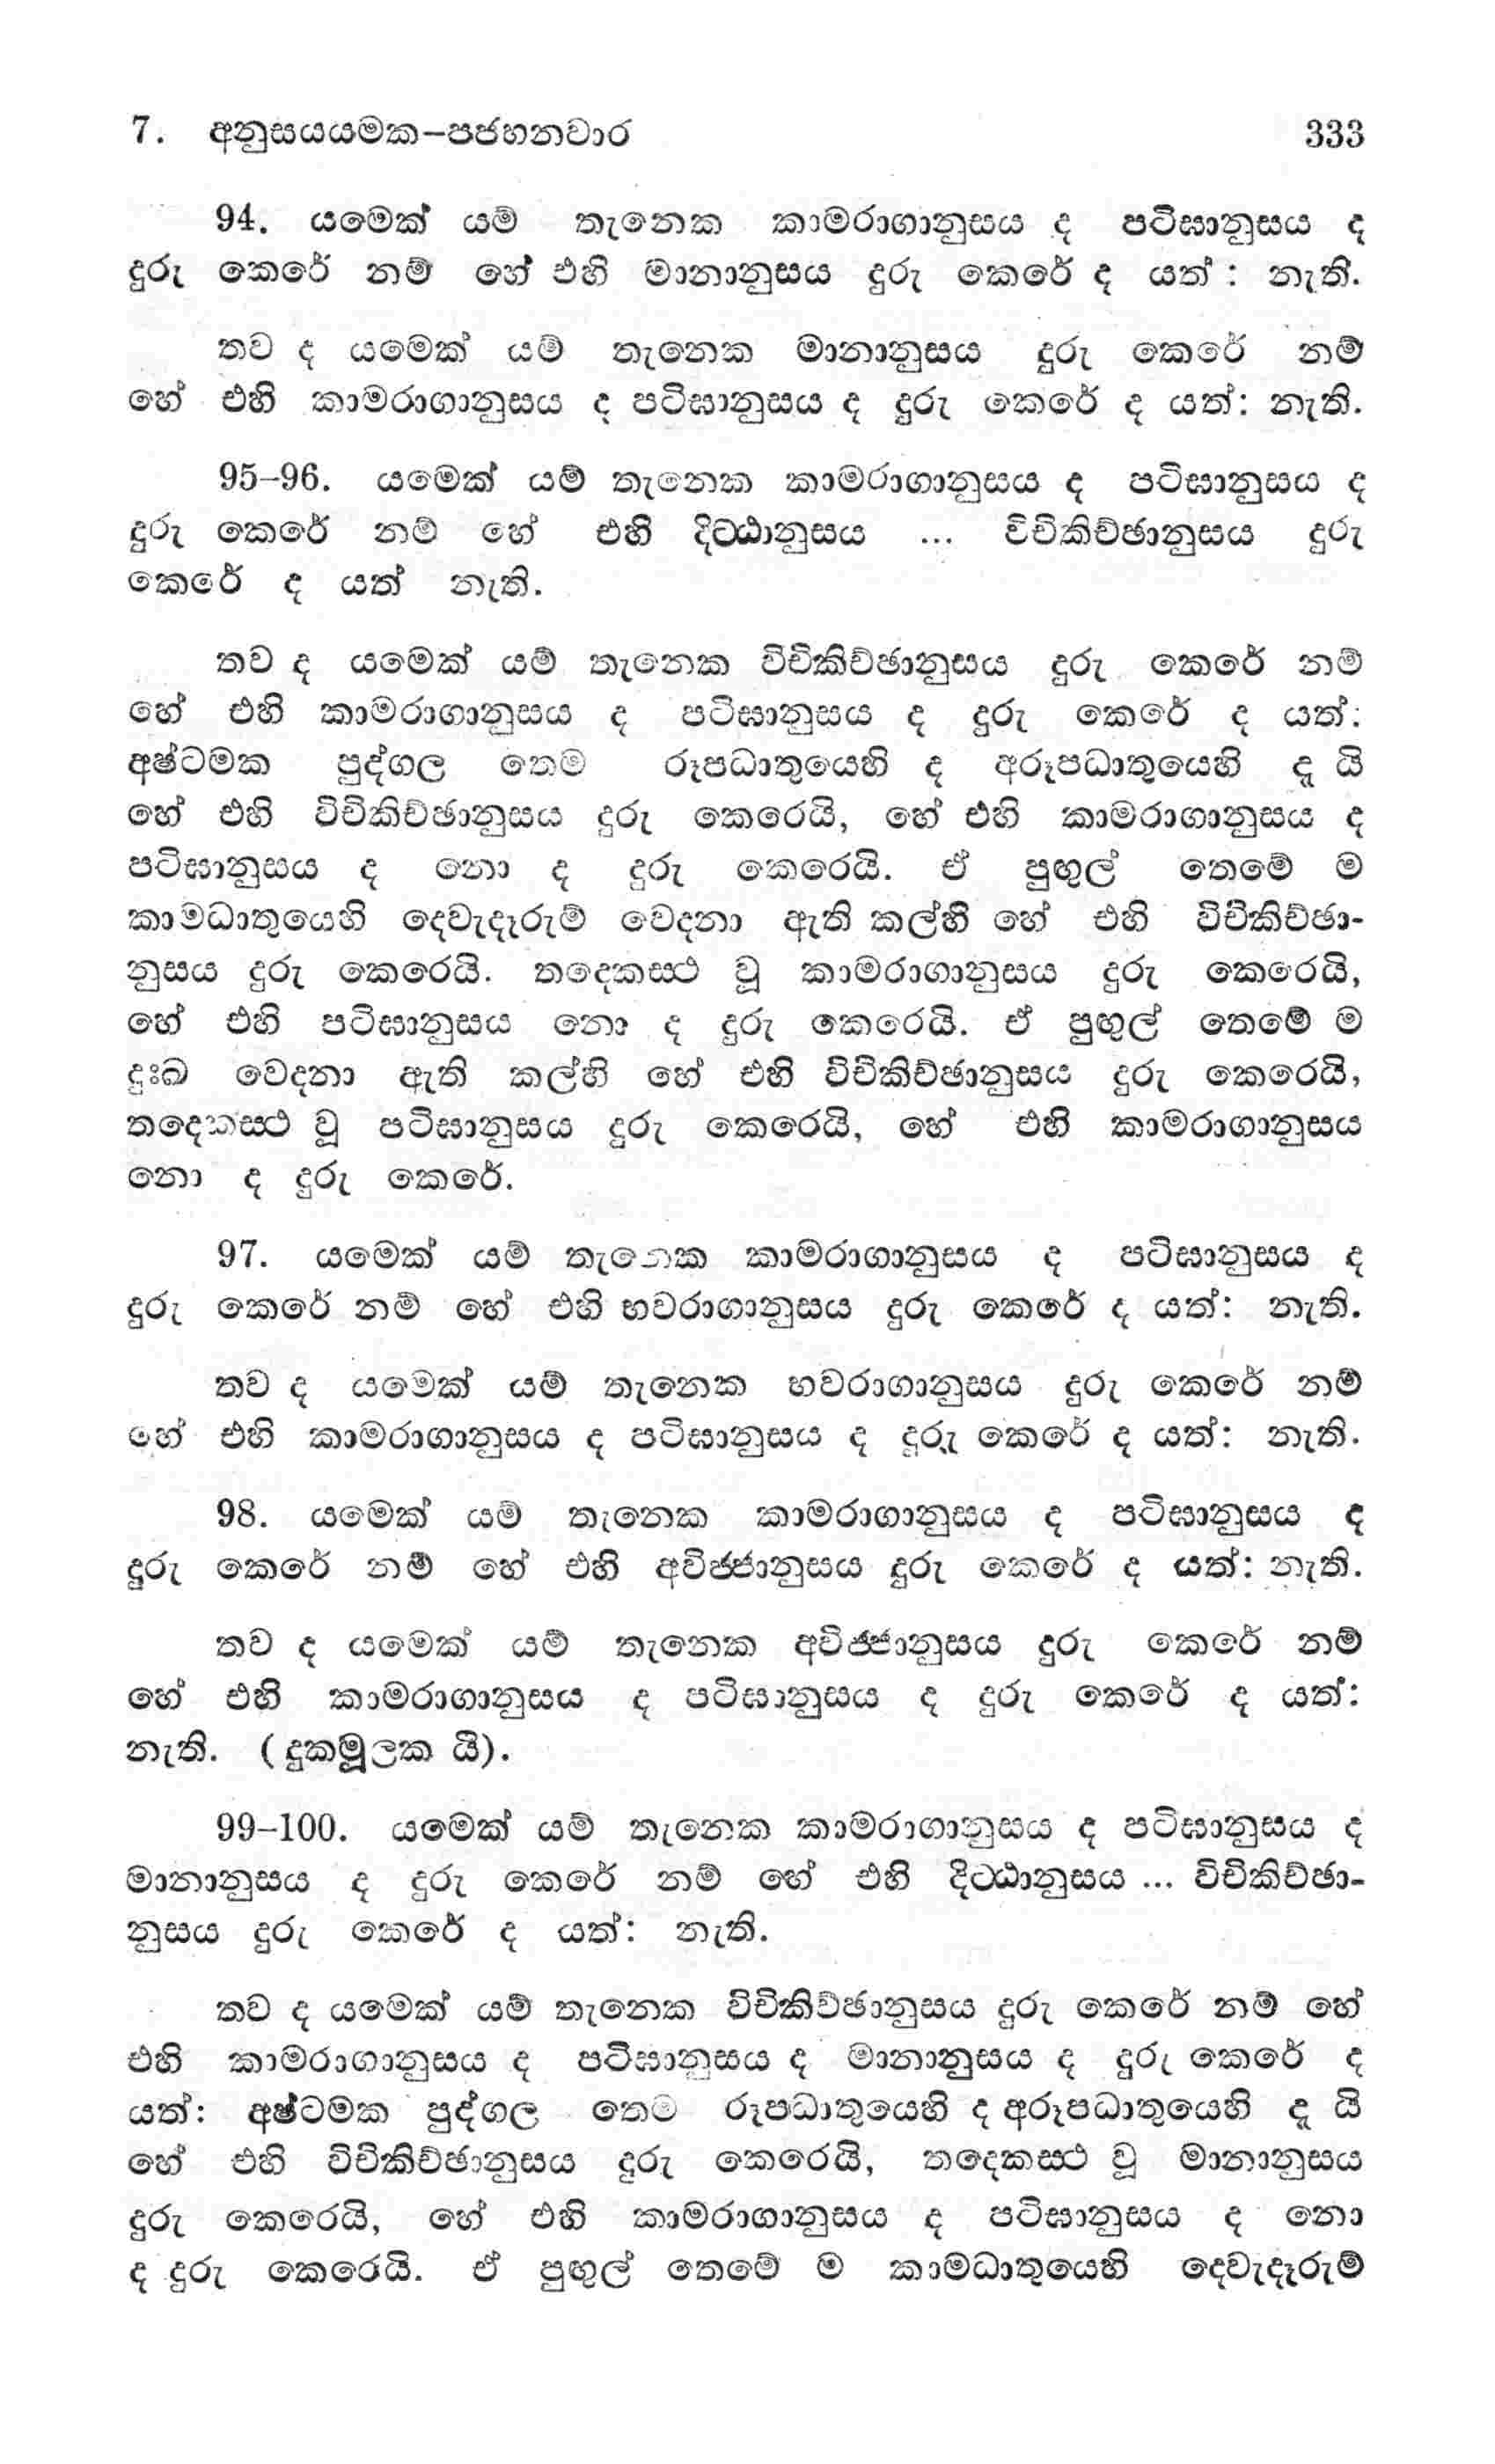 7. අනුසයයමක–පජහනවාර 333
94. යමෙක් යම් තැනෙක කාමරාගානුසය ද පටිඝානුසය ද
දුරු කෙරේ නම් හේ එහි මානානුසය දුරු කෙරේ ද යත් : නැති.
තව ද යමෙක් යම් තැනෙක මානානුසය දුරු කෙරේ නම්
හේ එහි කාමරාගානුසය ද පටිඝානුසය ද දුරු කෙරේ ද යත්: නැති.
95–96. යමෙක් යම් තැනෙක කාමරාගානුසය ද පටිඝානුසය ද
දුරු කෙරේ නම් හේ එහි දිට්ඨානුසය ... විචිකිච්ඡානුසය දුරු
කෙරේ ද යත් නැති.
තව ද යමෙක් යම් තැනෙක විචිකිච්ඡානුසය දුරු කෙරේ නම්
හේ එහි කාමරාගානුසය ද පටිඝානුසය ද දුරු කෙරේ ද යත්:
අෂ්ටමක පුද්ගල තෙම රූපධාතුයෙහි ද අරූපධාතුයෙහි දූ යි
හේ එහි විචිකිච්ඡානුසය දුරු කෙරෙයි, හේ එහි කාමරාගානුසය ද
පටිඝානුසය ද නො ද දුරු කෙරෙයි. ඒ පුඟුල් තෙමේ ම
කාමධාතුයෙහි දෙවැදෑරුම් වෙදනා ඇති කල්හි හේ එහි විචිකිච්ඡා-
නුසය දුරු කෙරෙයි. තදෙකස්ථ වූ කාමරාගානුසය දුරු කෙරෙයි,
හේ එහි පටිඝානුසය නො ද දුරු කෙරෙයි. ඒ පුඟුල් තෙමේ ම
දුඃඛ වෙදනා ඇති කල්හි හේ එහි විචිකිච්ඡානුසය දුරු කෙරෙයි,
තදෙකස්ථ වූ පටිඝානුසය දුරු කෙරෙයි, හේ එහි කාමරාගානුසය
නො ද දුරු කෙරේ.
97. යමෙක් යම් තැනෙක කාමරාගානුසය ද පටිඝානුසය ද
දුරු කෙරේ නම් හේ එහි භවරාගානුසය දුරු කෙරේ ද යත්: නැති.
තව ද යමෙක් යම් තැනෙක භවරාගානුසය දුරු කෙරේ නම්
හේ එහි කාමරාගානුසය ද පටිඝානුසය ද දුරු කෙරේ ද යත්: නැති.
98. යමෙක් යම් තැනෙක කාමරාගානුසය ද පටිඝානුසය ද
දුරු කෙරේ නම් හේ එහි අවිජ්ජානුසය දුරු කෙරේ ද යත්: නැති.
තව ද යමෙක් යම් තැනෙක අවිජ්ජානුසය දුරු කෙරේ නම්
හේ එහි කාමරාගානුසය ද පටිඝානුසය ද දුරු කෙරේ ද යත්:
නැති. (දුකමූලක යි).
99–100. යමෙක් යම් තැනෙක කාමරාගානුසය ද පටිඝානුසය ද
මානානුසය ද දුරු කෙරේ නම් හේ එහි දිට්ඨානුසය ... විචිකිච්ඡා-
නුසය දුරු කෙරේ ද යත්: නැති.
තව ද යමෙක් යම් තැනෙක විචිකිච්ඡානුසය දුරු කෙරේ නම් හේ
එහි කාමරාගානුසය ද පටිඝානුසය ද මානානුසය ද දුරු කෙරේ ද
යත්: අෂ්ටමක පුද්ගල තෙම රූපධාතුයෙහි ද අරූපධාතුයෙහි දූ යි
හේ එහි විචිකිච්ඡානුසය දුරු කෙරෙයි, තදෙකස්ථ වූ මානානුසය
දුරු කෙරෙයි, හේ එහි කාමරාගානුසය ද පටිඝානුසය ද නො
ද දුරු කෙරෙයි. ඒ පුඟුල් තෙමේ ම කාමධාතුයෙහි දෙවැදෑරුම්